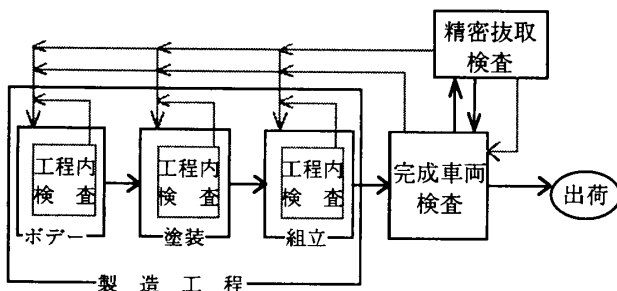 精密抜取
検査
工程内
検 査
ボデー
工程内
検 査
塗装
工程内
検 査
組立
完成車両
検査
出荷
製 造 工 程